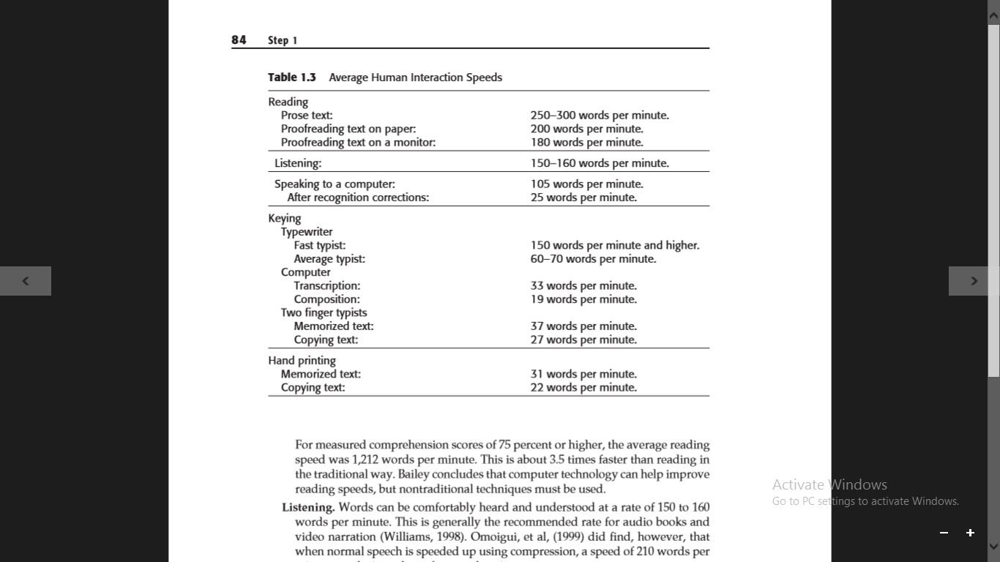 84 Step 1
Table 1.3 Average Human Interaction Speeds
Reading
Prose text: 250–300 words per minute.
Proofreading text on paper: 200 words per minute.
Proofreading text on a monitor: 180 words per minute.
Listening: 150–160 words per minute.
Speaking to a computer: 105 words per minute.
After recognition corrections: 25 words per minute.
Keying
Typewriter
Fast typist: 150 words per minute and higher.
Average typist: 60–70 words per minute.
Computer
Transcription: 33 words per minute.
Composition: 19 words per minute.
Two finger typists
Memorized text: 37 words per minute.
Copying text: 27 words per minute.
Hand printing
Memorized text: 31 words per minute.
Copying text: 22 words per minute.
For measured comprehension scores of 75 percent or higher, the average reading
speed was 1,212 words per minute. This is about 3.5 times faster than reading in
the traditional way. Bailey concludes that computer technology can help improve
reading speeds, but nontraditional techniques must be used.
Listening. Words can be comfortably heard and understood at a rate of 150 to 160
words per minute. This is generally the recommended rate for audio books and
video narration (Williams, 1998). Omoigui, et al, (1999) did find, however, that
when normal speech is speeded up using compression, a speed of 210 words per
Activate Windows
Go to PC settings to activate Windows.